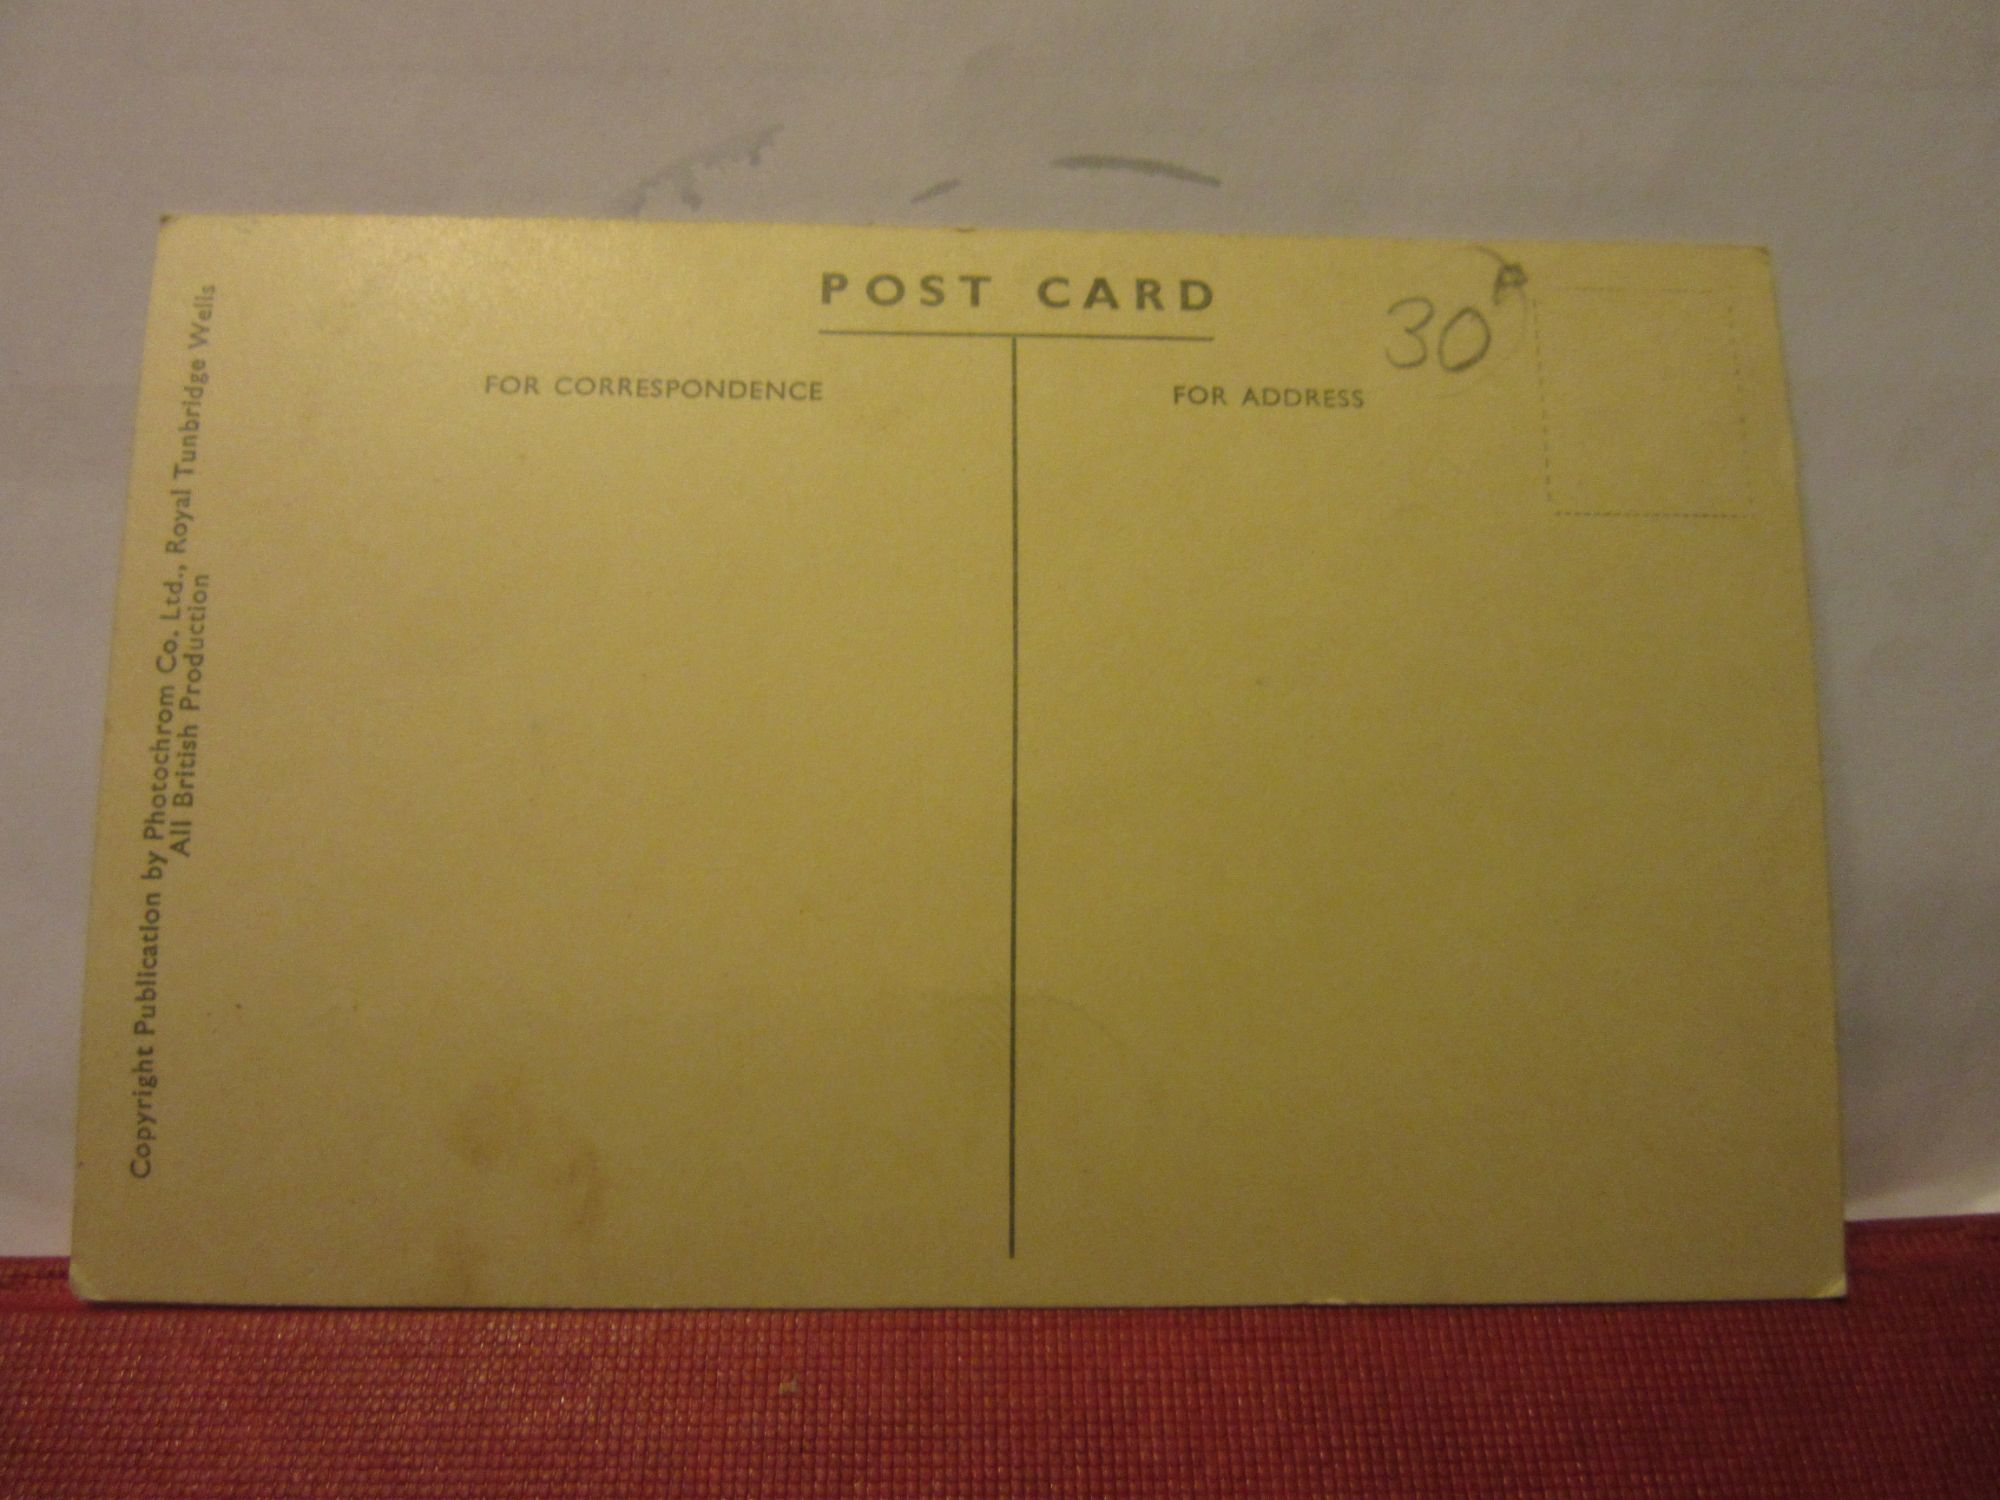 POST CARD
FOR CORRESPONDENCE
FOR ADDRESS
30P
Copyright Publication by Photochrom Co. Ltd., Royal Tunbridge Wells
All British Production